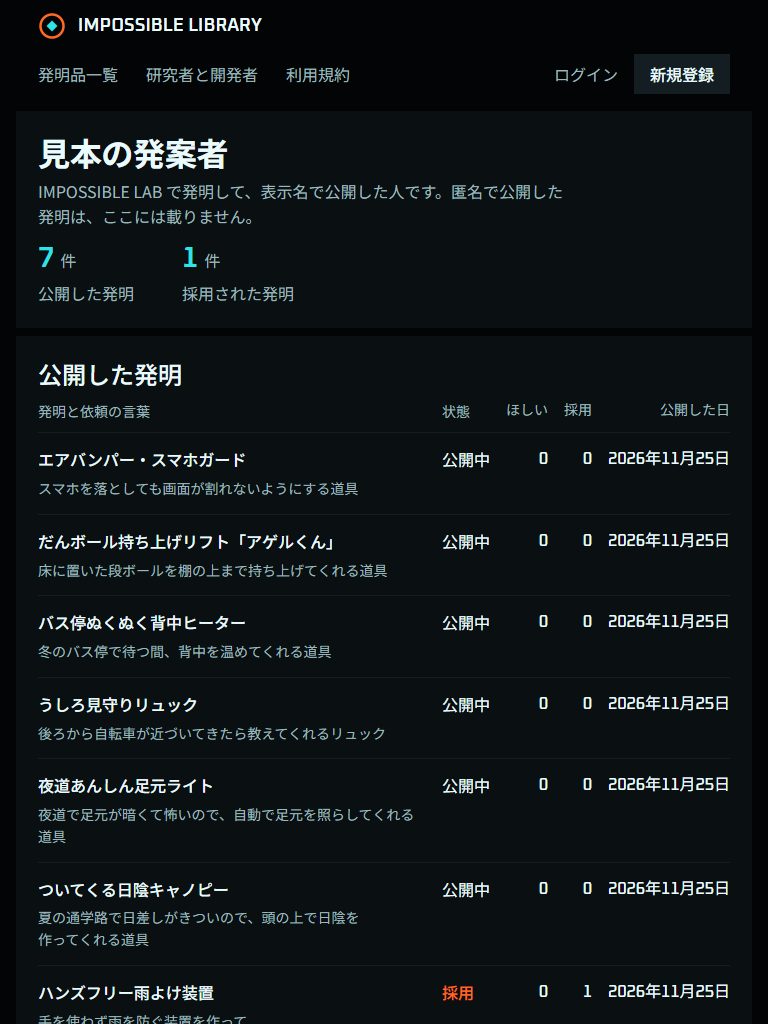 IMPOSSIBLE LIBRARY
発明品一覧 研究者と開発者 利用規約 ログイン 新規登録
見本の発案者
IMPOSSIBLE LAB で発明して、表示名で公開した人です。匿名で公開した
発明は、ここには載りません。
7 件 1 件
公開した発明 採用された発明
公開した発明
発明と依頼の言葉 状態 ほしい 採用 公開した日
エアバンパー・スマホガード 公開中 0 0 2026年11月25日
スマホを落としても画面が割れないようにする道具
だんボール持ち上げリフト「アゲルくん」 公開中 0 0 2026年11月25日
床に置いた段ボールを棚の上まで持ち上げてくれる道具
バス停ぬくぬく背中ヒーター 公開中 0 0 2026年11月25日
冬のバス停で待つ間、背中を温めてくれる道具
うしろ見守りリュック 公開中 0 0 2026年11月25日
後ろから自転車が近づいてきたら教えてくれるリュック
夜道あんしん足元ライト 公開中 0 0 2026年11月25日
夜道で足元が暗くて怖いので、自動で足元を照らしてくれる
道具
ついてくる日陰キャノピー 公開中 0 0 2026年11月25日
夏の通学路で日差しがきついので、頭の上で日陰を
作ってくれる道具
ハンズフリー雨よけ装置 採用 0 1 2026年11月25日
手を使わず雨を防ぐ装置を作って